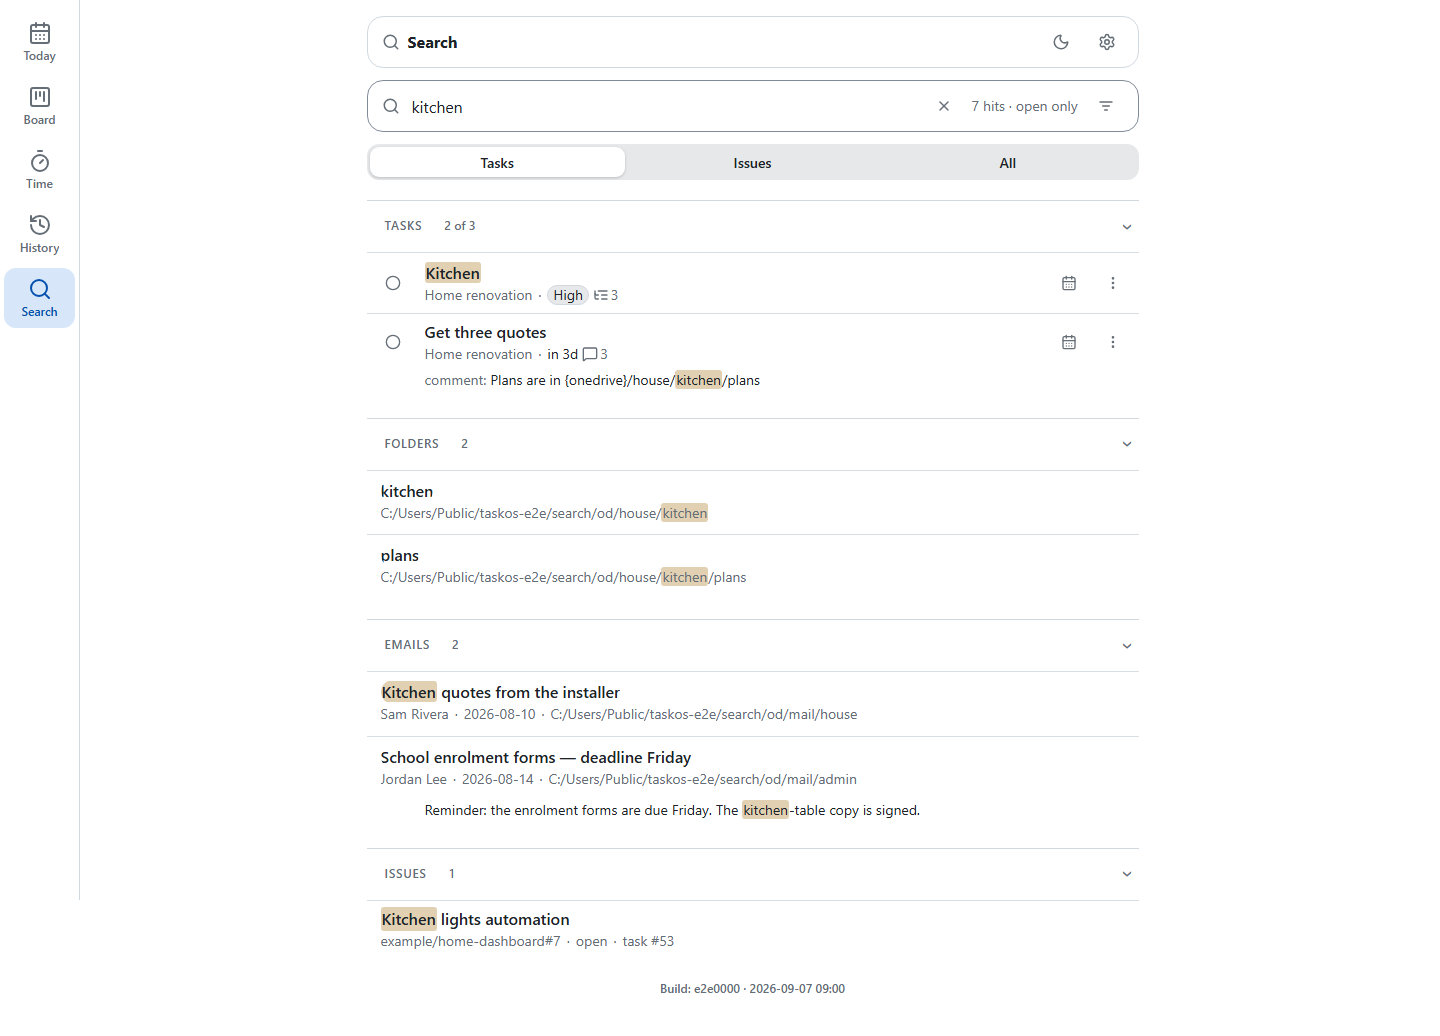 Today
Board
Time
History
Search
Search
kitchen
7 hits · open only
Tasks
Issues
All
TASKS 2 of 3
Kitchen
Home renovation · High 3
Get three quotes
Home renovation · in 3d 3
comment: Plans are in {onedrive}/house/kitchen/plans
FOLDERS 2
kitchen
C:/Users/Public/taskos-e2e/search/od/house/kitchen
plans
C:/Users/Public/taskos-e2e/search/od/house/kitchen/plans
EMAILS 2
Kitchen quotes from the installer
Sam Rivera · 2026-08-10 · C:/Users/Public/taskos-e2e/search/od/mail/house
School enrolment forms — deadline Friday
Jordan Lee · 2026-08-14 · C:/Users/Public/taskos-e2e/search/od/mail/admin
Reminder: the enrolment forms are due Friday. The kitchen-table copy is signed.
ISSUES 1
Kitchen lights automation
example/home-dashboard#7 · open · task #53
Build: e2e0000 · 2026-09-07 09:00